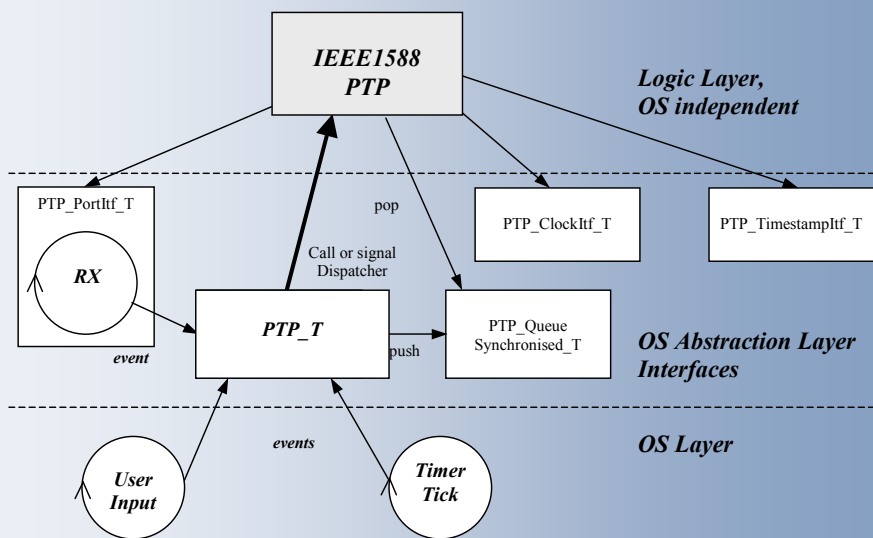 IEEE1588
PTP
Logic Layer,
OS independent
PTP_PortItf_T
RX
pop
PTP_ClockItf_T
PTP_TimestampItf_T
Call or signal
Dispatcher
PTP_T
push
PTP_Queue
Synchronised_T
event
OS Abstraction Layer
Interfaces
events
OS Layer
User
Input
Timer
Tick